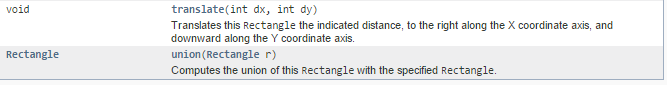 void translate(int dx, int dy)
Translates this Rectangle the indicated distance, to the right along the X coordinate axis, and
downward along the Y coordinate axis.
Rectangle union(Rectangle r)
Computes the union of this Rectangle with the specified Rectangle.